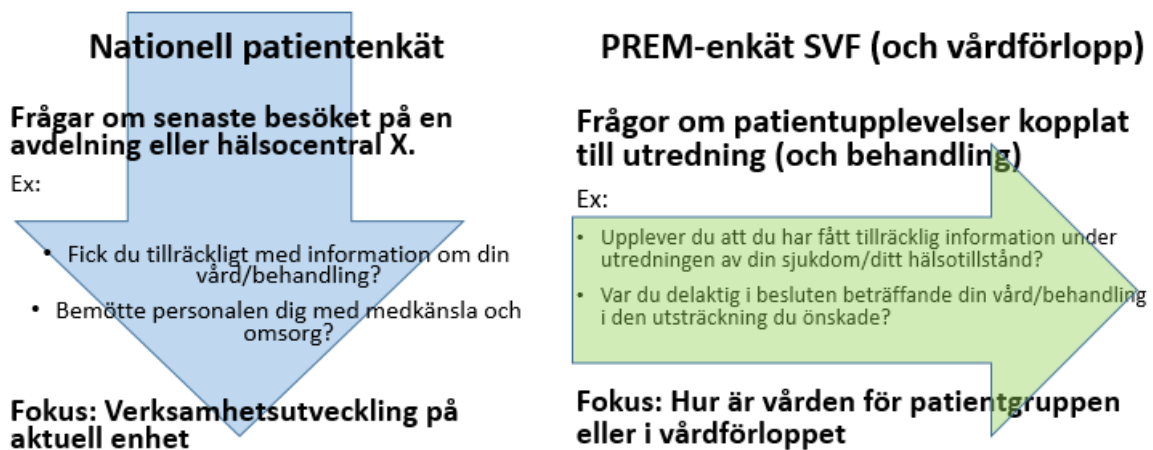 Nationell patientenkät
Frågar om senaste besöket på en
avdelning eller hälsocentral X.
Ex:
• Fick du tillräckligt med information om din
vård/behandling?
• Bemötte personalen dig med medkänsla och
omsorg?
Fokus: Verksamhetsutveckling på
aktuell enhet
PREM-enkät SVF (och vårdförlopp)
Frågor om patientupplevelser kopplat
till utredning (och behandling)
Ex:
• Upplever du att du har fått tillräcklig information under
utredningen av din sjukdom/ditt hälsotillstånd?
• Var du delaktig i besluten beträffande din vård/behandling
i den utsträckning du önskade?
Fokus: Hur är vården för patientgruppen
eller i vårdförloppet